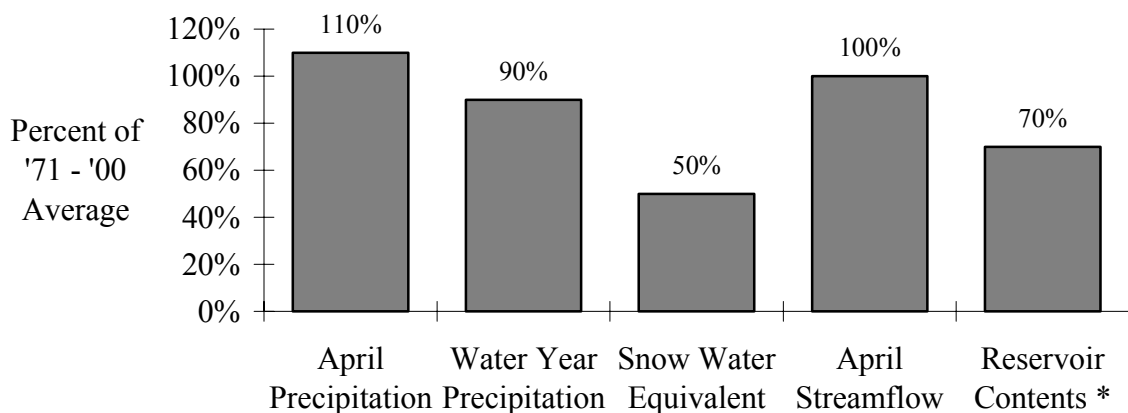 120%
100%
80%
60%
40%
20%
0%
Percent of
'71 - '00
Average
110%
90%
50%
100%
70%
April
Precipitation
Water Year
Precipitation
Snow Water
Equivalent
April
Streamflow
Reservoir
Contents *